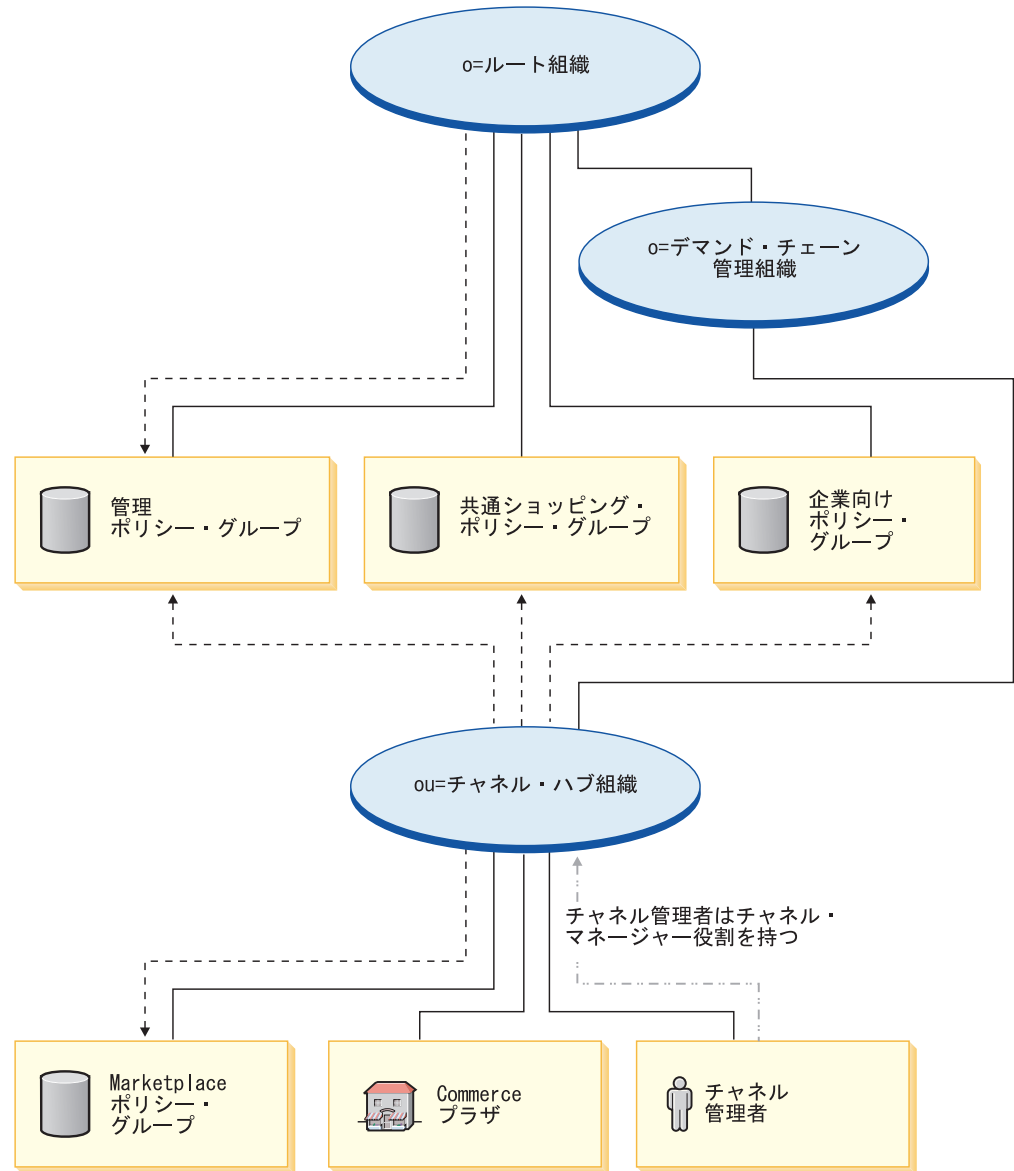 o=ルート組織
o=デマンド・チェーン
管理組織
管理
ポリシー・グループ
共通ショッピング・
ポリシー・グループ
企業向け
ポリシー・
グループ
ou=チャネル・ハブ組織
チャネル管理者はチャネル・
マネージャー役割を持つ
Marketplace
ポリシー・
グループ
Commerce
プラザ
チャネル
管理者